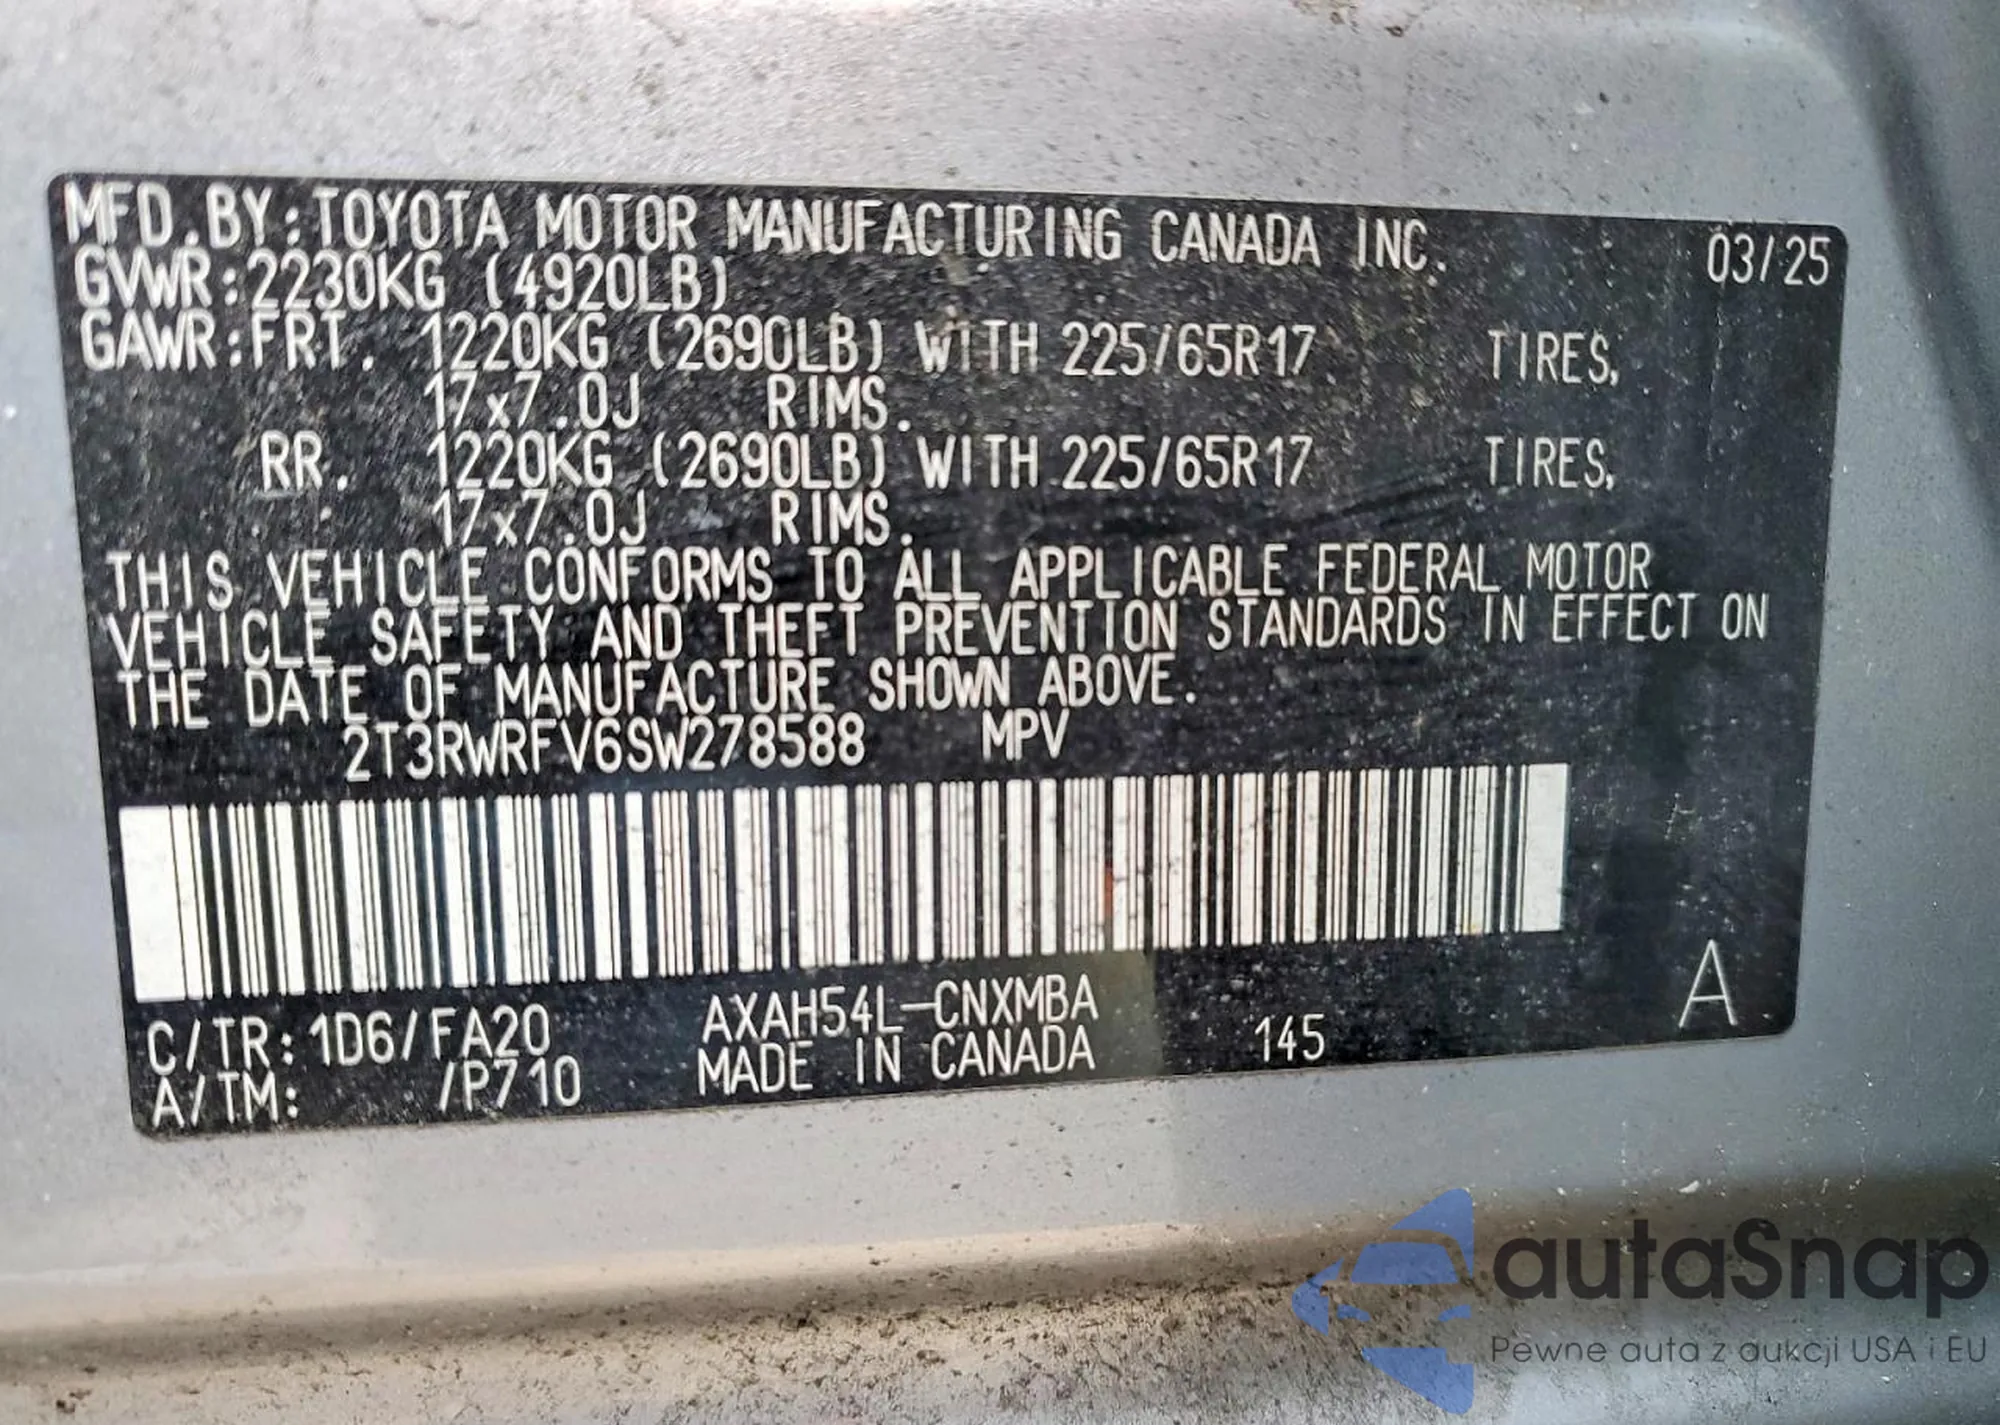 MFD.BY:TOYOTA MOTOR MANUFACTURING CANADA INC. 03/25
GVWR:2230KG (4920LB)
GAWR:FRT. 1220KG (2690LB) WITH 225/65R17 TIRES,
17x7.0J RIMS.
RR. 1220KG (2690LB) WITH 225/65R17 TIRES,
17x7.0J RIMS.
THIS VEHICLE CONFORMS TO ALL APPLICABLE FEDERAL MOTOR
VEHICLE SAFETY AND THEFT PREVENTION STANDARDS IN EFFECT ON
THE DATE OF MANUFACTURE SHOWN ABOVE.
2T3RWRFV6SW278588 MPV
C/TR:1D6/FA20 AXAH54L-CNXMBA 145 A
A/TM: /P710 MADE IN CANADA
autaSnap
Pewne auta z aukcji USA i EU